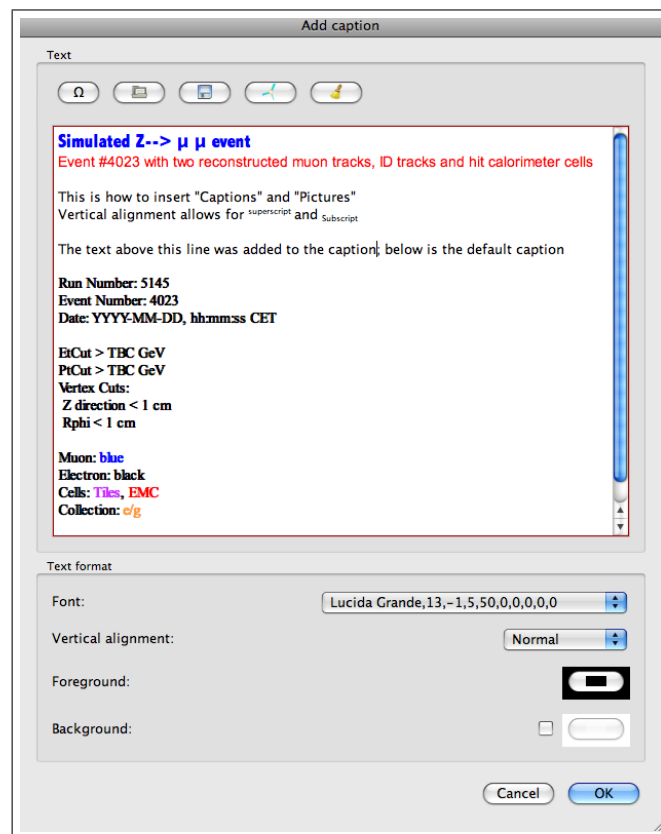 Add caption
Text
Ω
Simulated Z--> μ μ event
Event #4023 with two reconstructed muon tracks, ID tracks and hit calorimeter cells
This is how to insert "Captions" and "Pictures"
Vertical alignment allows for superscript and Subscript
The text above this line was added to the caption; below is the default caption
Run Number: 5145
Event Number: 4023
Date: YYYY-MM-DD, hh:mm:ss CET
EtCut > TBC GeV
PtCut > TBC GeV
Vertex Cuts:
Z direction < 1 cm
Rphi < 1 cm
Muon: blue
Electron: black
Cells: Tiles, EMC
Collection: e/g
Text format
Font: Lucida Grande,13,-1,5,50,0,0,0,0,0
Vertical alignment: Normal
Foreground:
Background:
Cancel OK